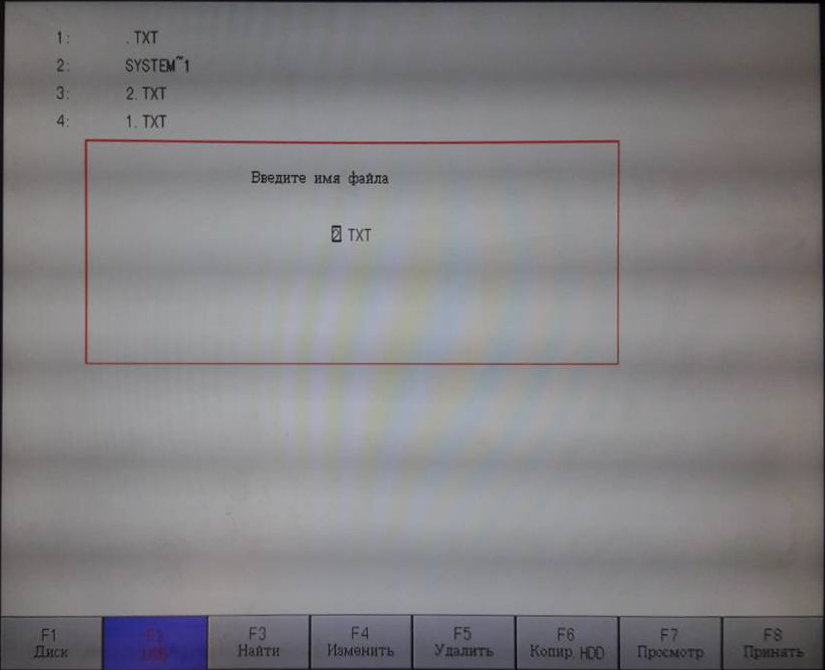 1: .TXT
2: SYSTEM~1
3: 2.TXT
4: 1.TXT
Введите имя файла
2 TXT
F1 F3 F4 F5 F6 F7 F8
Диск Найти Изменить Удалить Копир. HDD Просмотр Принять